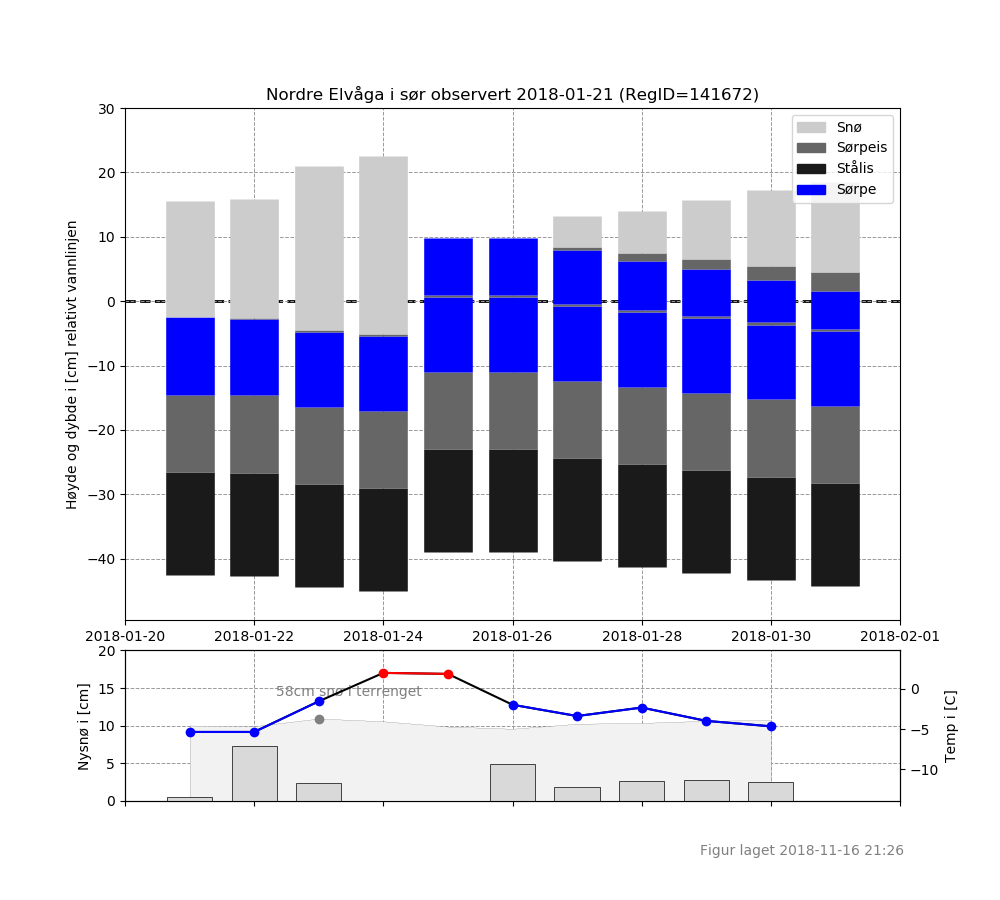 Nordre Elvåga i sør observert 2018-01-21 (RegID=141672)
30
20
10
0
−10
−20
−30
−40
Høyde og dybde i [cm] relativt vannlinjen
Snø
Sørpeis
Stålis
Sørpe
2018-01-20 2018-01-22 2018-01-24 2018-01-26 2018-01-28 2018-01-30 2018-02-01
20
15
10
5
0
Nysnø i [cm]
58cm snø i terrenget
0
−5
−10
Temp i [C]
Figur laget 2018-11-16 21:26